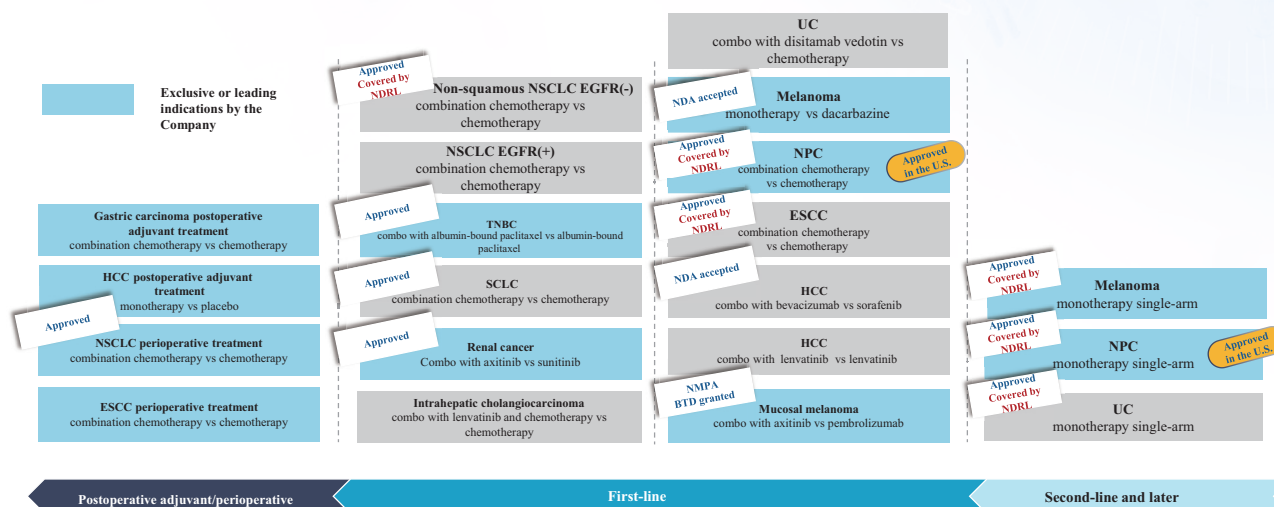 Exclusive or leading
indications by the
Company
Gastric carcinoma postoperative
adjuvant treatment
combination chemotherapy vs chemotherapy
HCC postoperative adjuvant
treatment
monotherapy vs placebo
Approved
NSCLC perioperative treatment
combination chemotherapy vs chemotherapy
ESCC perioperative treatment
combination chemotherapy vs chemotherapy
Approved
Covered by
NDRL
Non-squamous NSCLC EGFR(-)
combination chemotherapy vs
chemotherapy
NSCLC EGFR(+)
combination chemotherapy vs
chemotherapy
Approved
TNBC
combo with albumin-bound paclitaxel vs albumin-bound
paclitaxel
Approved
SCLC
combination chemotherapy vs chemotherapy
Approved
Renal cancer
Combo with axitinib vs sunitinib
Intrahepatic cholangiocarcinoma
combo with lenvatinib and chemotherapy vs
chemotherapy
UC
combo with disitamab vedotin vs
chemotherapy
NDA accepted
Melanoma
monotherapy vs dacarbazine
Approved
Covered by
NDRL
NPC
combination chemotherapy
vs chemotherapy
Approved
in the U.S.
Approved
Covered by
NDRL
ESCC
combination chemotherapy
vs chemotherapy
NDA accepted
HCC
combo with bevacizumab vs sorafenib
HCC
combo with lenvatinib vs lenvatinib
NMPA
BTD granted
Mucosal melanoma
combo with axitinib vs pembrolizumab
Approved
Covered by
NDRL
Melanoma
monotherapy single-arm
Approved
Covered by
NDRL
NPC
monotherapy single-arm
Approved
in the U.S.
Approved
Covered by
NDRL
UC
monotherapy single-arm
Postoperative adjuvant/perioperative
First-line
Second-line and later